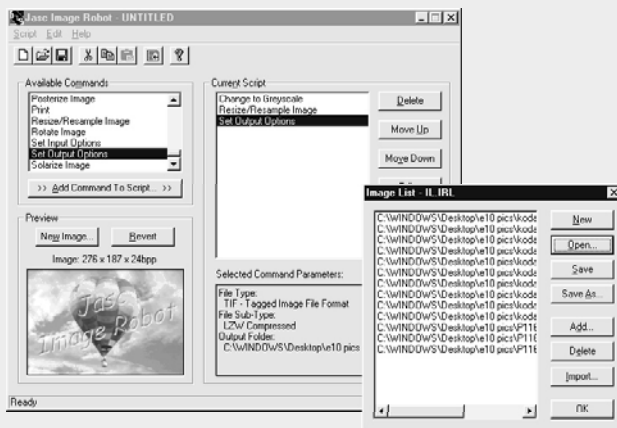 Jasc Image Robot - UNTITLED
Script Edit Help
Available Commands
Posterize Image
Print
Resize/Resample Image
Rotate Image
Set Input Options
Set Output Options
Solarize Image
>> Add Command To Script... >>
Preview
New Image...
Revert
Image: 276 x 187 x 24bpp
Jasc
Image Robot
Current Script
Change to Greyscale
Resize/Resample Image
Set Output Options
Delete
Move Up
Move Down
Selected Command Parameters:
File Type:
TIF - Tagged Image File Format
File Sub-Type:
LZW Compressed
Output Folder:
C:\WINDOWS\Desktop\e10 pics
Ready
Image List - IL.IRL
C:\WINDOWS\Desktop\e10 pics\koda
C:\WINDOWS\Desktop\e10 pics\koda
C:\WINDOWS\Desktop\e10 pics\koda
C:\WINDOWS\Desktop\e10 pics\koda
C:\WINDOWS\Desktop\e10 pics\koda
C:\WINDOWS\Desktop\e10 pics\koda
C:\WINDOWS\Desktop\e10 pics\koda
C:\WINDOWS\Desktop\e10 pics\koda
C:\WINDOWS\Desktop\e10 pics\koda
C:\WINDOWS\Desktop\e10 pics\P116
C:\WINDOWS\Desktop\e10 pics\P116
C:\WINDOWS\Desktop\e10 pics\P116
C:\WINDOWS\Desktop\e10 pics\P116
New
Open...
Save
Save As...
Add...
Delete
Import...
OK